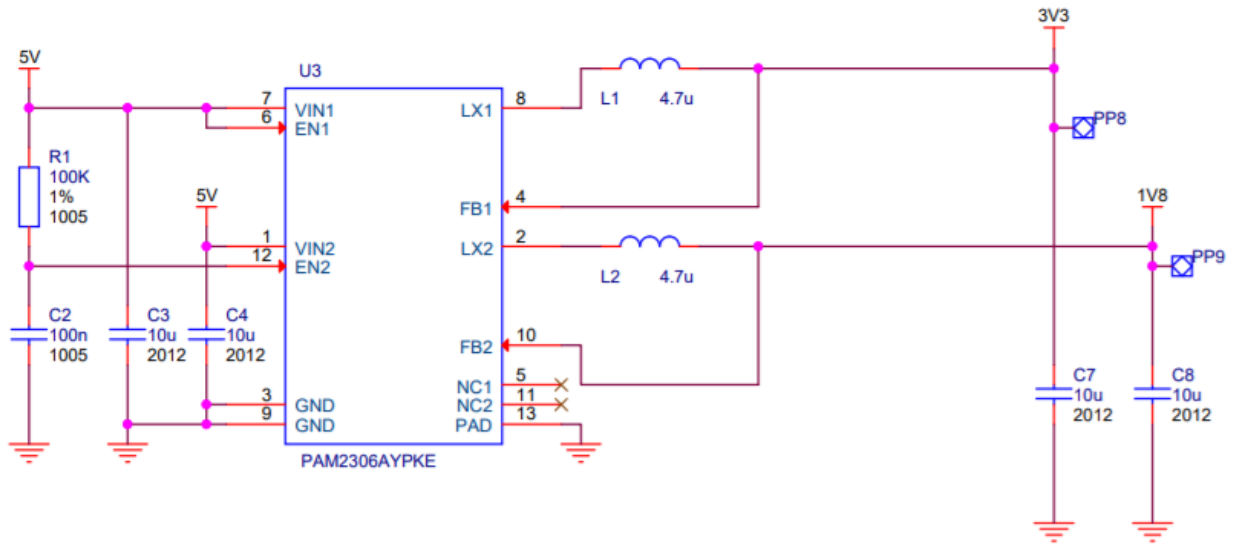 3V3
5V
U3
L1 4.7u
7 VIN1
LX1 8
6 EN1
PP8
R1
100K
1%
1005
5V
FB1 4
1V8
1 VIN2
LX2 2
12 EN2
PP9
L2 4.7u
C2
100n
1005
C3
10u
2012
C4
10u
2012
FB2 10
NC1 5
NC2 11
PAD 13
3 GND
9 GND
C7
10u
2012
C8
10u
2012
PAM2306AYPKE